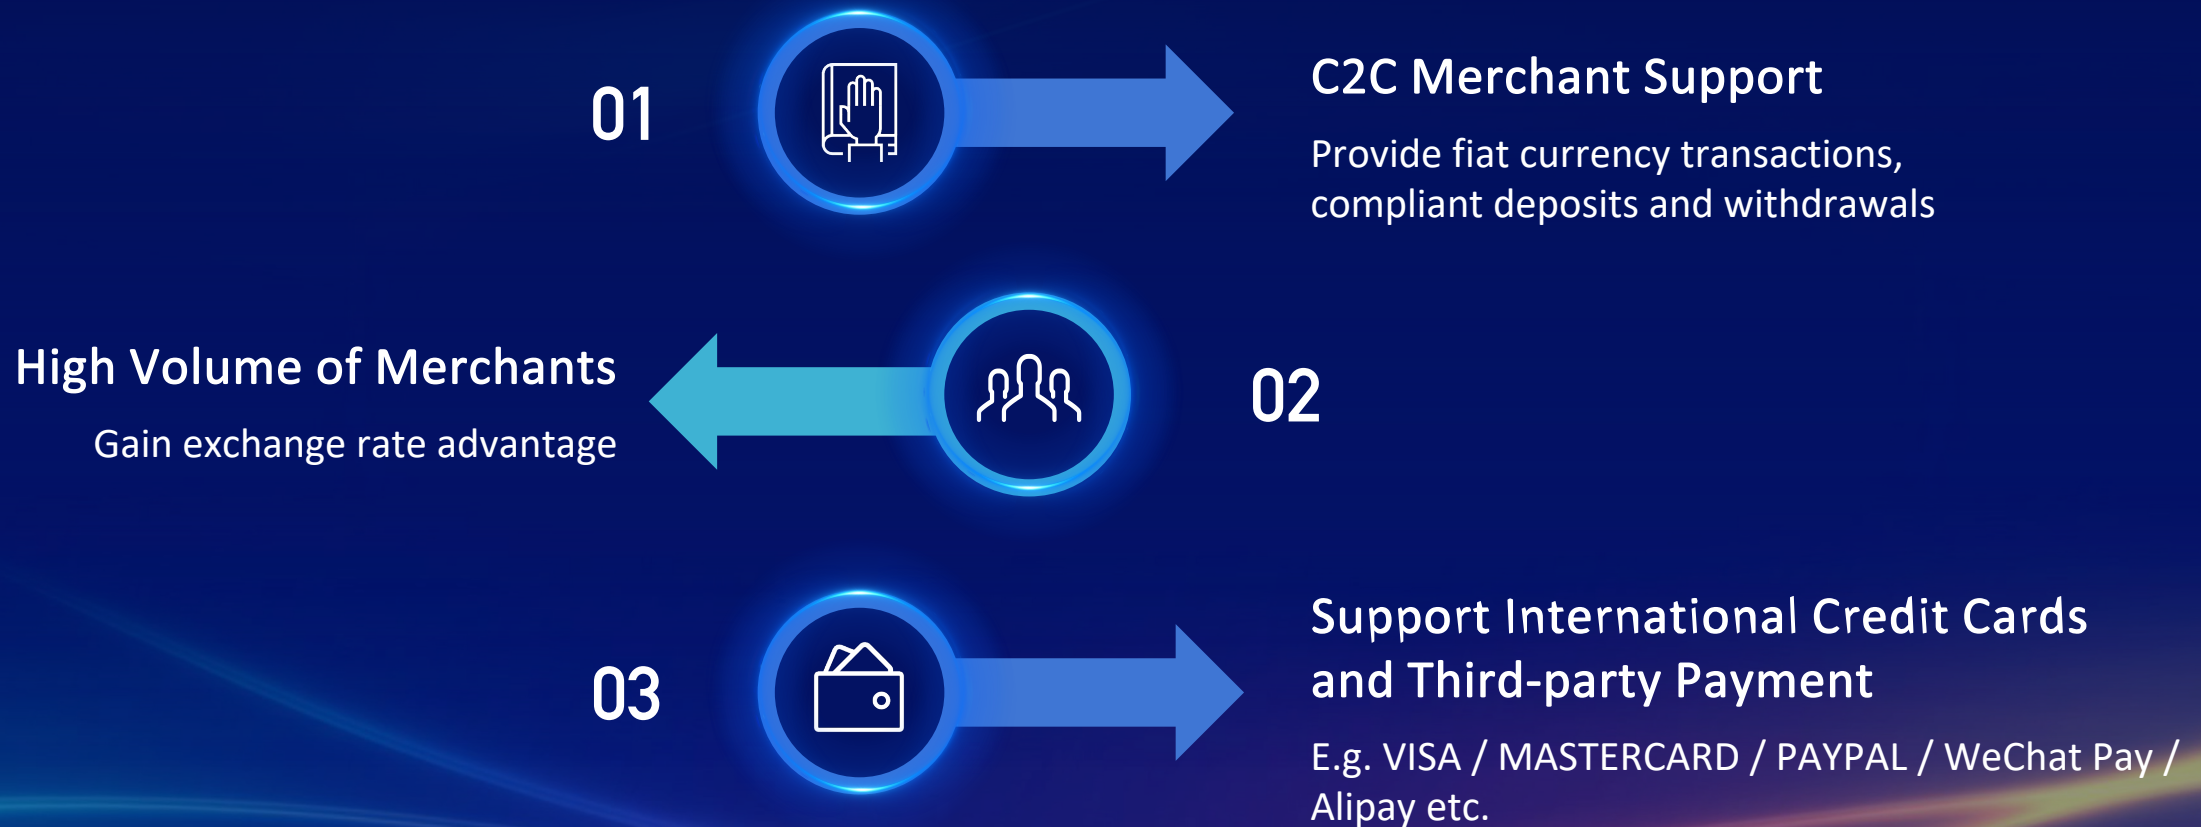 01
C2C Merchant Support
Provide fiat currency transactions,
compliant deposits and withdrawals
High Volume of Merchants
Gain exchange rate advantage
02
03
Support International Credit Cards
and Third-party Payment
E.g. VISA / MASTERCARD / PAYPAL / WeChat Pay /
Alipay etc.